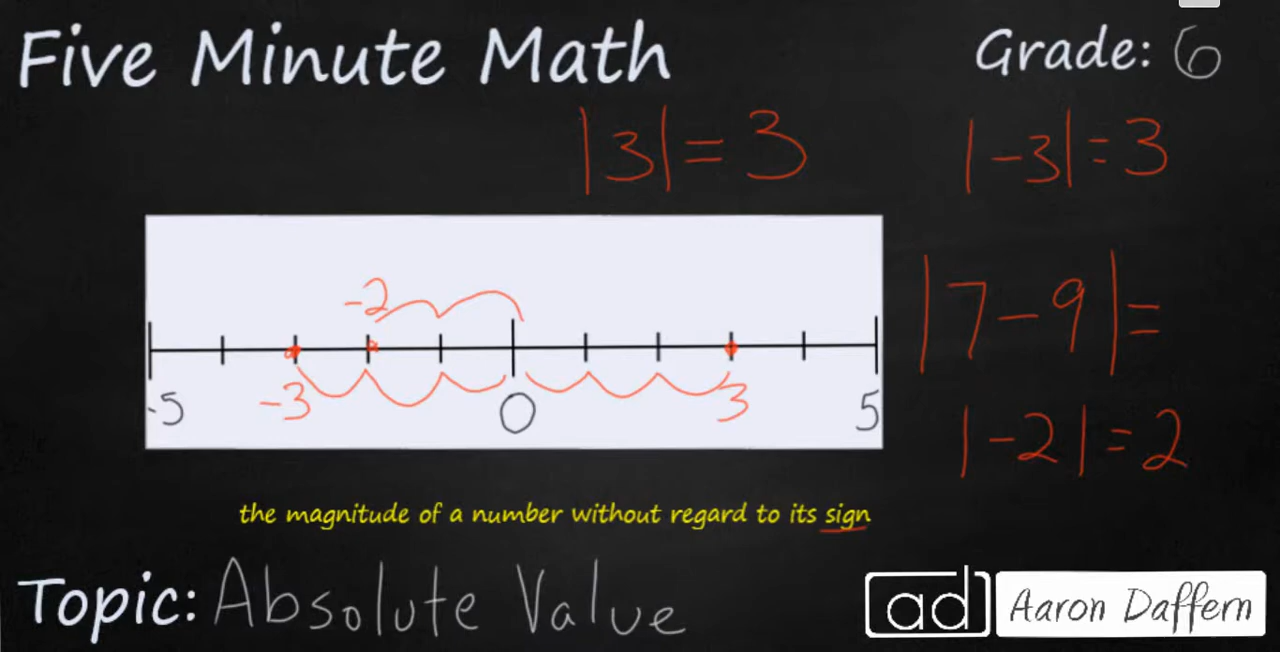 Five Minute Math
Grade: 6
|3| = 3
|-3| = 3
|7-9| =
-2
-3
3
-5
0
5
|-2| = 2
the magnitude of a number without regard to its sign
Topic: Absolute Value
ad
Aaron Daffern